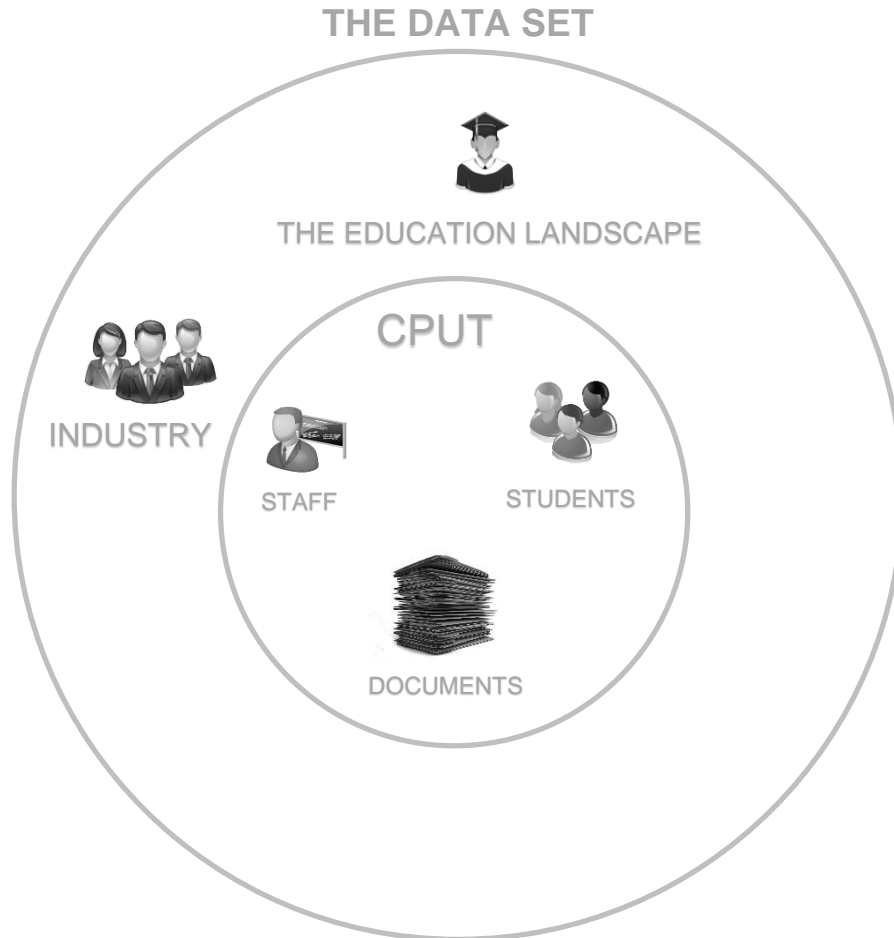 THE DATA SET
THE EDUCATION LANDSCAPE
CPUT
INDUSTRY
STAFF
STUDENTS
DOCUMENTS